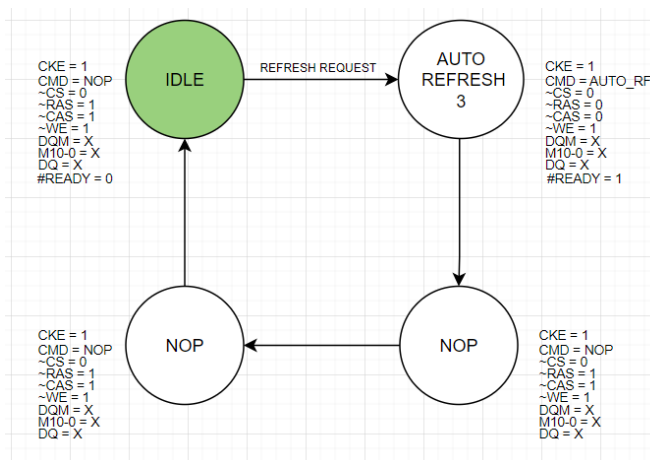 CKE = 1
CMD = NOP
~CS = 0
~RAS = 1
~CAS = 1
~WE = 1
DQM = X
M10-0 = X
DQ = X
#READY = 0
IDLE
REFRESH REQUEST
AUTO
REFRESH
3
CKE = 1
CMD = AUTO_RF
~CS = 0
~RAS = 0
~CAS = 0
~WE = 1
DQM = X
M10-0 = X
DQ = X
#READY = 1
CKE = 1
CMD = NOP
~CS = 0
~RAS = 1
~CAS = 1
~WE = 1
DQM = X
M10-0 = X
DQ = X
NOP
NOP
CKE = 1
CMD = NOP
~CS = 0
~RAS = 1
~CAS = 1
~WE = 1
DQM = X
M10-0 = X
DQ = X